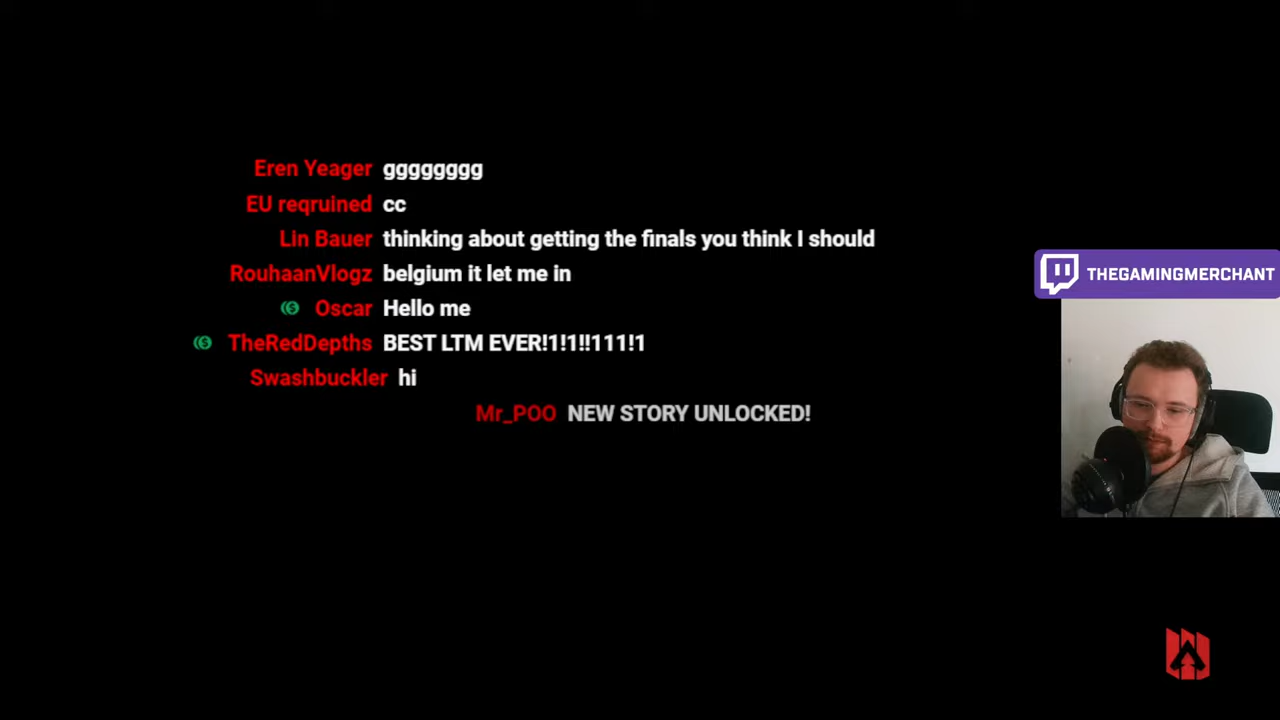 Eren Yeager gggggggg
EU reqruined cc
Lin Bauer thinking about getting the finals you think I should
RouhaanVlogz belgium it let me in
Oscar Hello me
TheRedDepths BEST LTM EVER!1!1!!111!1
Swashbuckler hi
Mr_POO NEW STORY UNLOCKED!
THEGAMINGMERCHANT